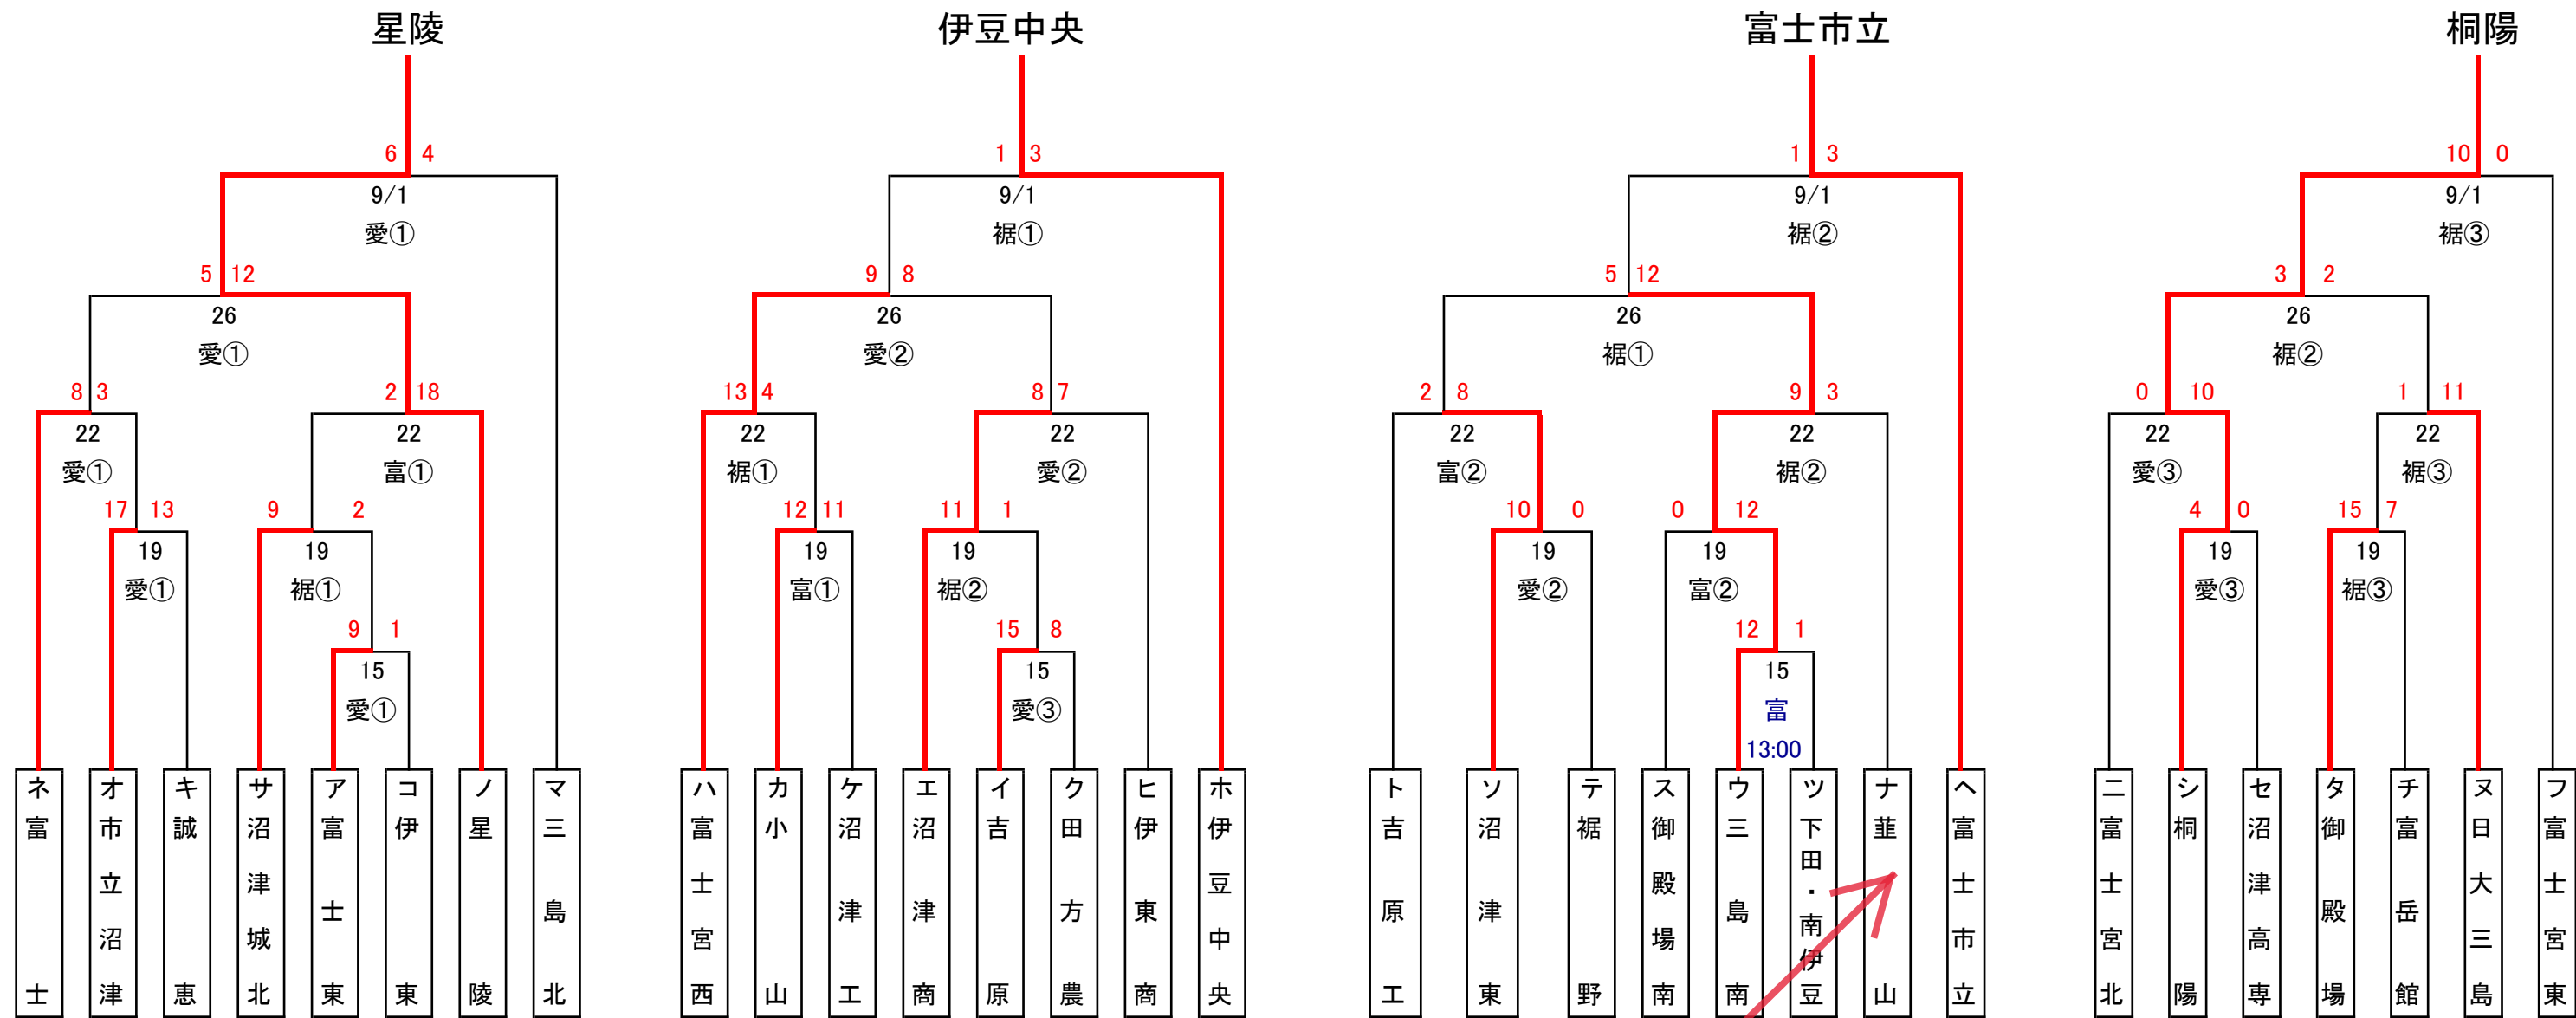 星陵 伊豆中央 富士市立 桐陽
6 4 1 3 1 3 10 0
9/1 9/1 9/1 9/1
愛① 裾① 裾② 裾③
5 12 9 8 5 12 3 2
26 26 26 26
愛① 愛② 裾① 裾②
8 3 2 18 13 4 8 7 2 8 9 3 0 10 1 11
22 22 22 22 22 22 22 22
愛① 富① 裾① 愛② 富② 裾② 愛③ 裾③
17 13 9 2 12 11 11 1 10 0 0 12 4 0 15 7
19 19 19 19 19 19 19 19
愛① 裾① 富① 裾② 愛② 富② 愛③ 裾③
9 1 15 8 12 1
15 15 15
愛① 愛③ 富
13:00
ネ富士
オ市立沼津
キ誠恵
サ沼津城北
ア富士東
コ伊東
ノ星陵
マ三島北
ハ富士宮西
カ小山
ケ沼津工
エ沼津商
イ吉原
ク田方農
ヒ伊東商
ホ伊豆中央
ト吉原工
ソ沼津東
テ裾野
ス御殿場南
ウ三島南
ツ下田・南伊豆
ナ韮山
ヘ富士市立
ニ富士宮北
シ桐陽
セ沼津高専
タ御殿場
チ富岳館
ヌ日大三島
フ富士宮東